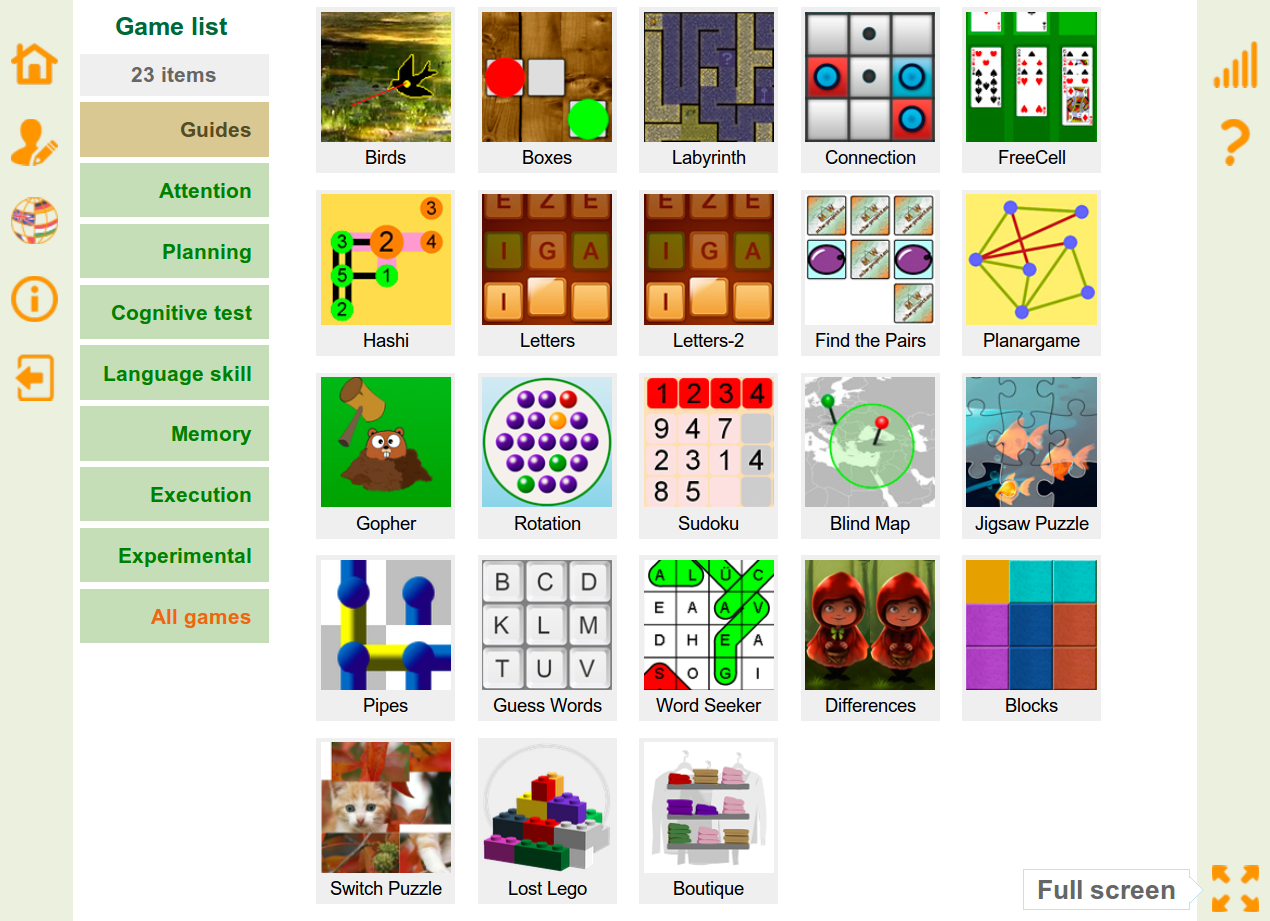 Game list
23 items
Guides
Attention
Planning
Cognitive test
Language skill
Memory
Execution
Experimental
All games
Birds
Boxes
Labyrinth
Connection
FreeCell
3
3 2 4
5 1
2
Hashi
E Z E
I G A
I
Letters
E Z E
I G A
I
Letters-2
Find the Pairs
Planargame
Gopher
Rotation
1 2 3 4
9 4 7
2 3 1 4
8 5
Sudoku
Blind Map
Jigsaw Puzzle
Pipes
B C D
K L M
T U V
Guess Words
A L Ü C
E A A V
D H E A
S O G I
Word Seeker
Differences
Blocks
Switch Puzzle
Lost Lego
Boutique
?
Full screen